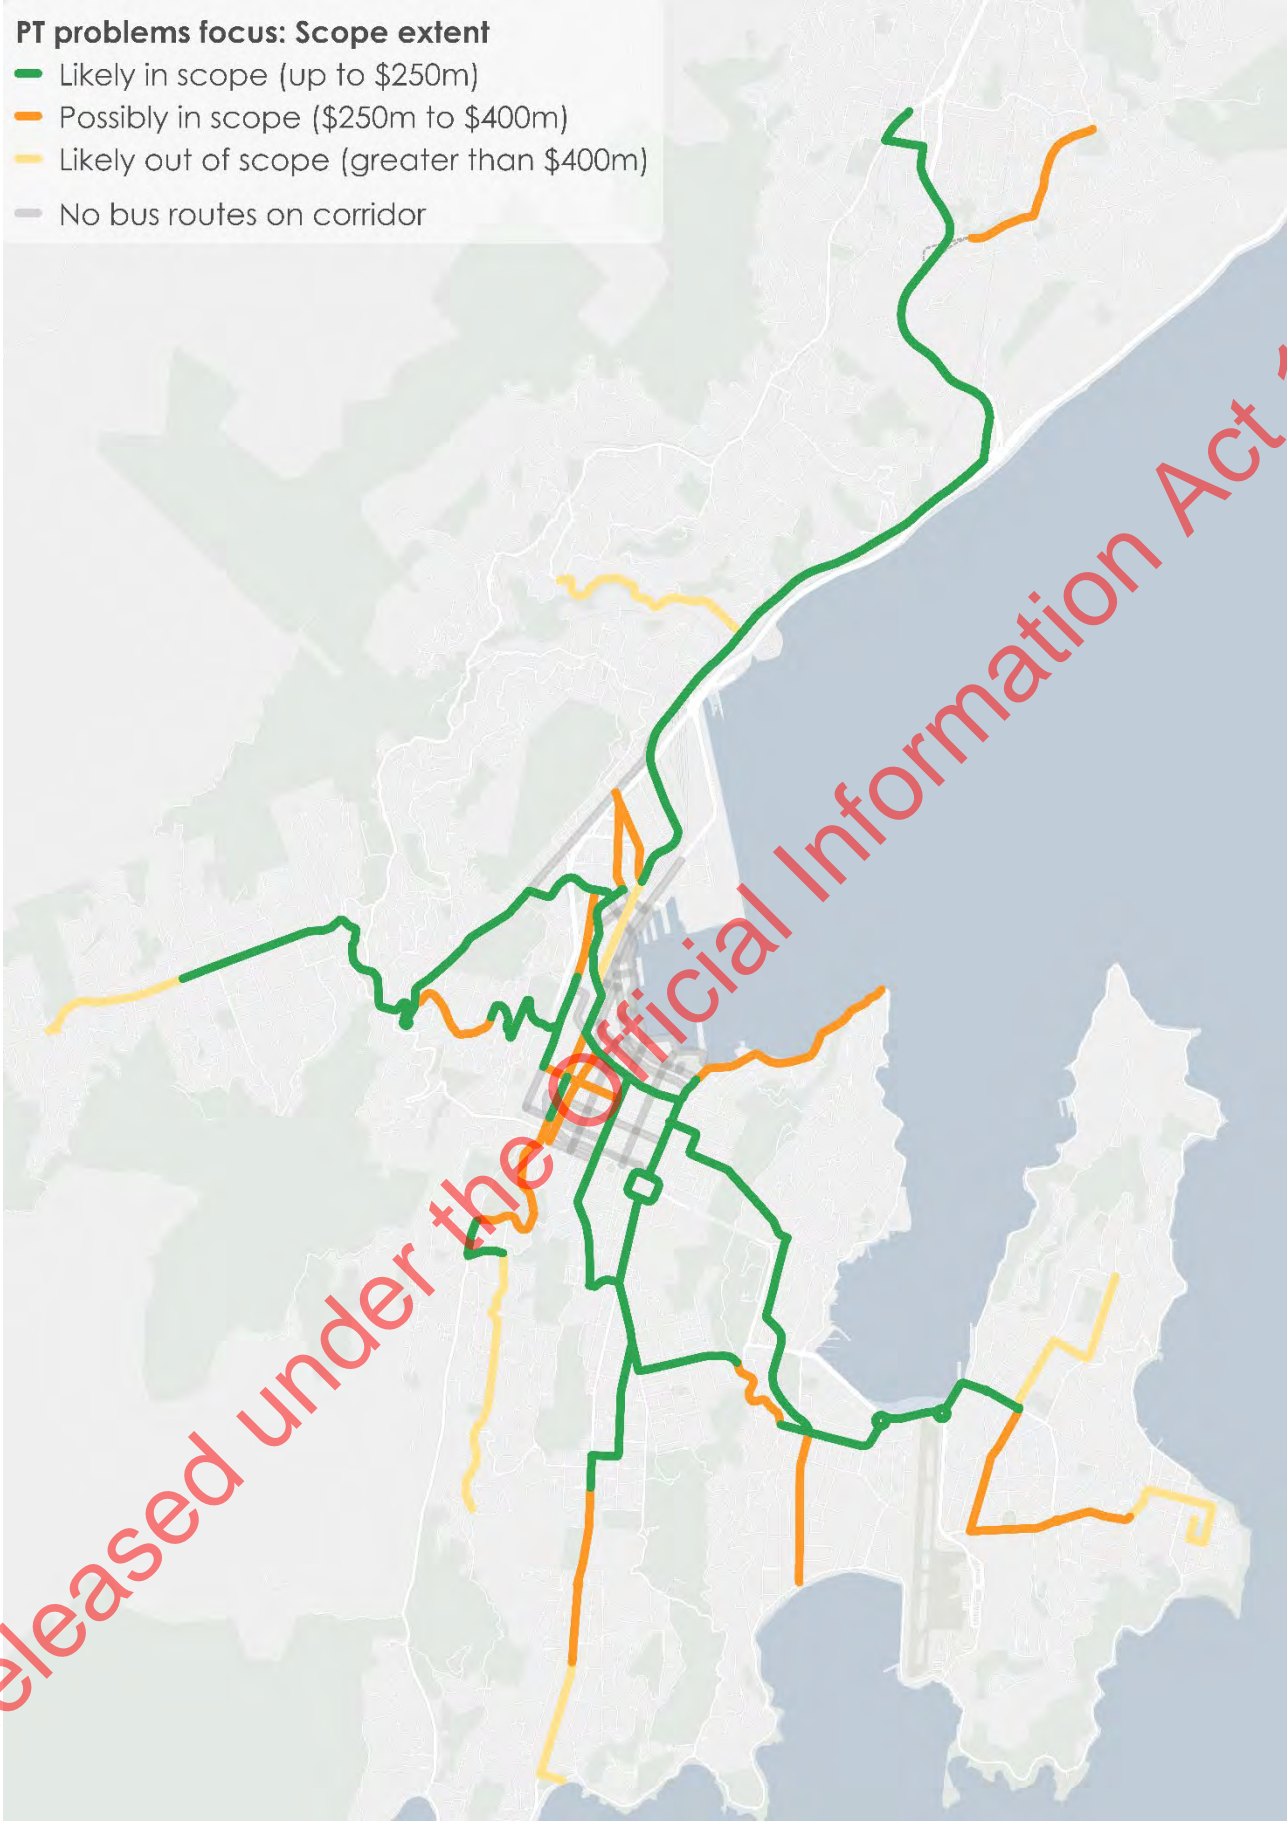 PT problems focus: Scope extent
Likely in scope (up to $250m)
Possibly in scope ($250m to $400m)
Likely out of scope (greater than $400m)
No bus routes on corridor
eleased under the Official Information Act